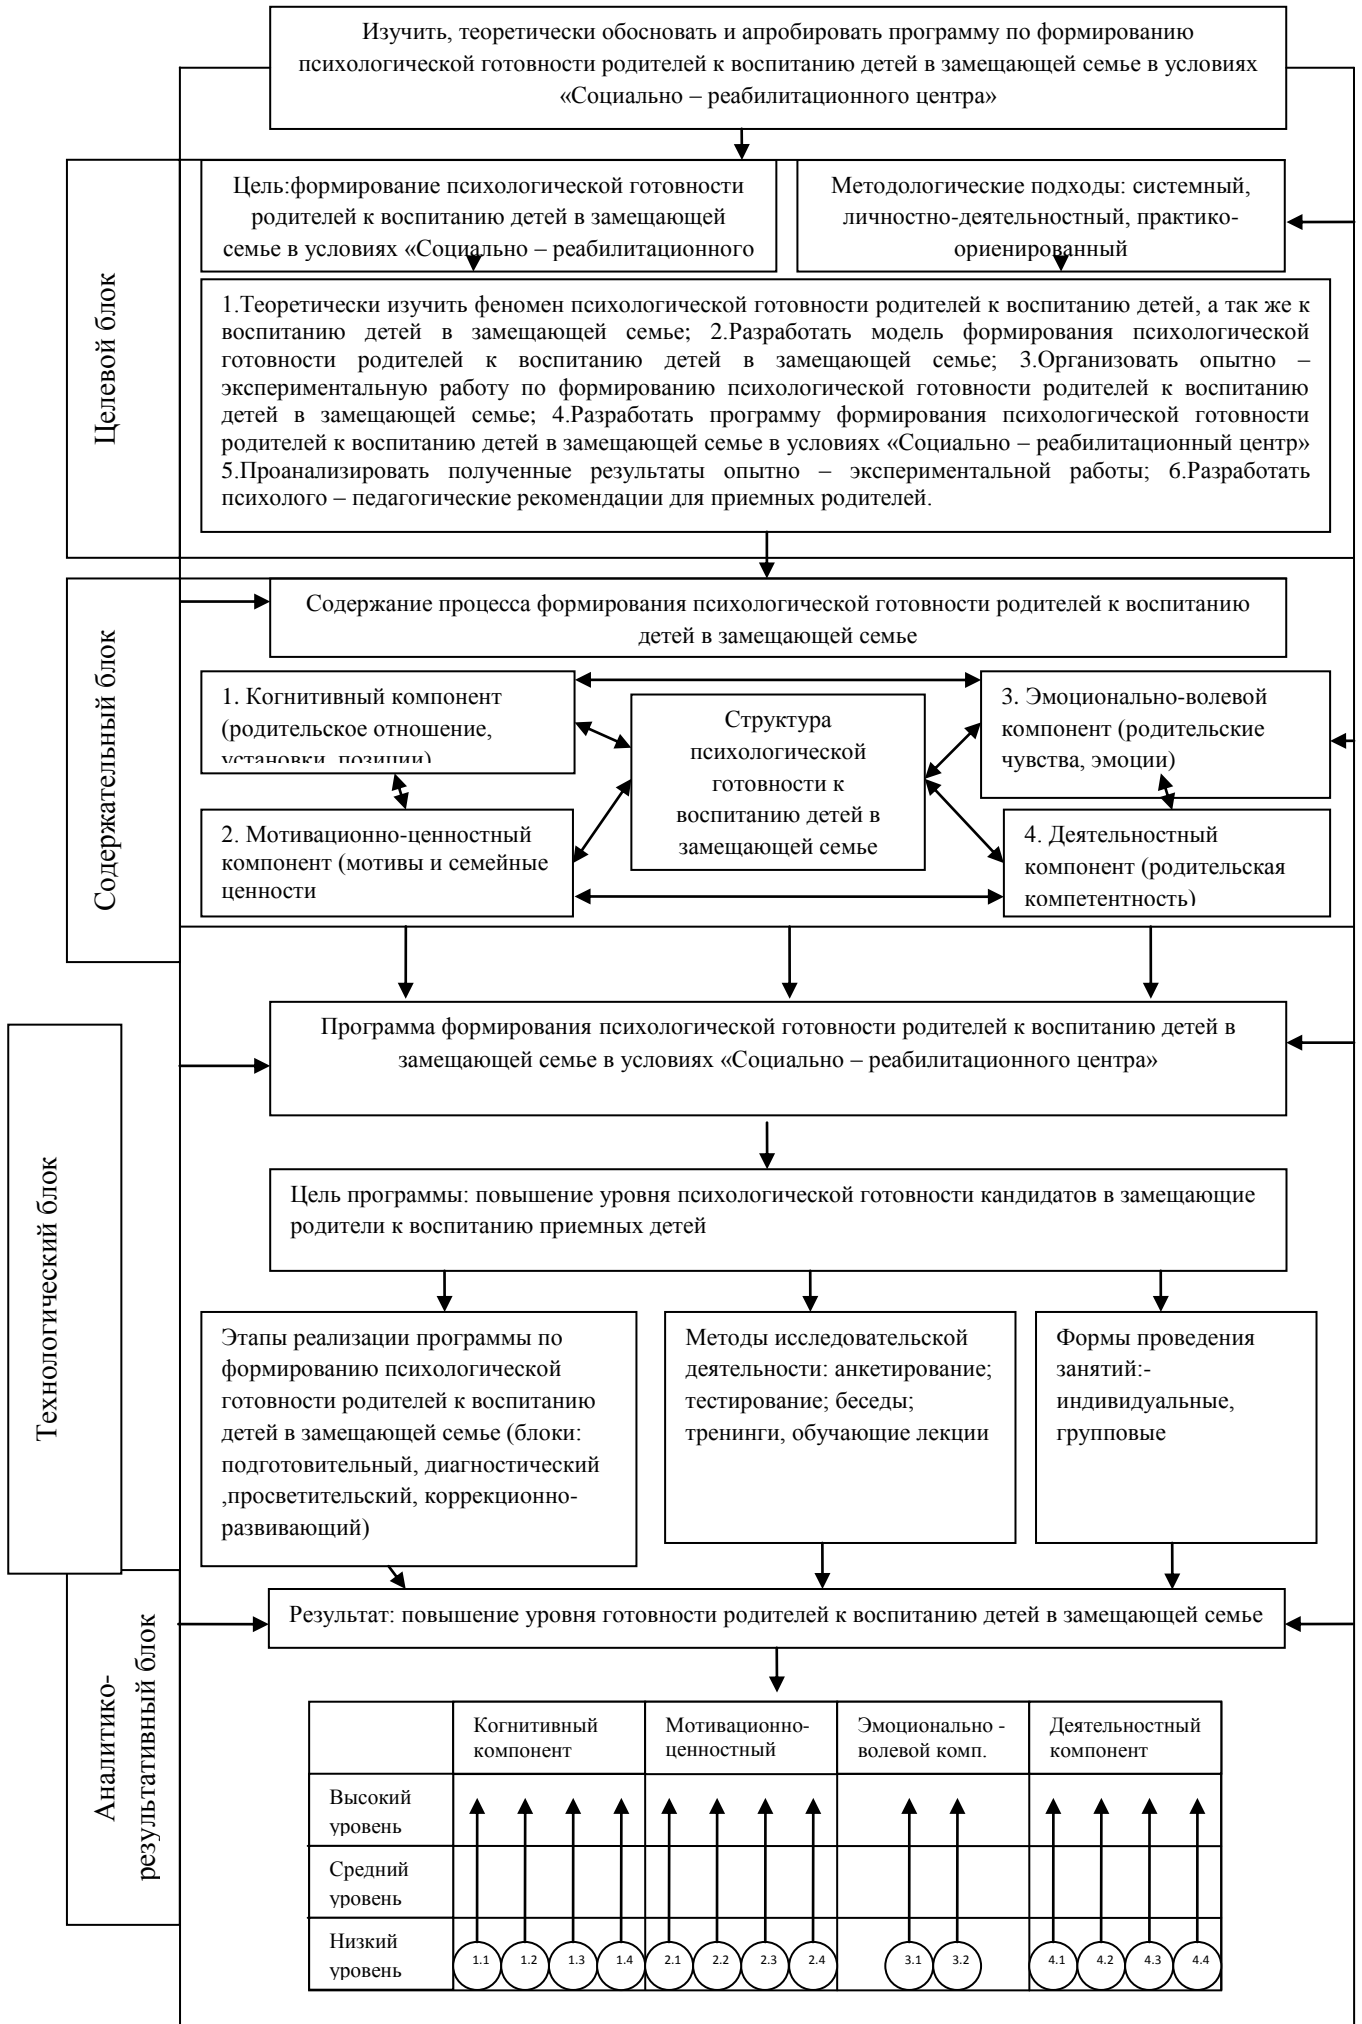 Изучить, теоретически обосновать и апробировать программу по формированию
психологической готовности родителей к воспитанию детей в замещающей семье в условиях
«Социально – реабилитационного центра»
Целевой блок
Цель:формирование психологической готовности
родителей к воспитанию детей в замещающей
семье в условиях «Социально – реабилитационного
Методологические подходы: системный,
личностно-деятельностный, практико-
ориенированный
1.Теоретически изучить феномен психологической готовности родителей к воспитанию детей, а так же к
воспитанию детей в замещающей семье; 2.Разработать модель формирования психологической
готовности родителей к воспитанию детей в замещающей семье; 3.Организовать опытно –
экспериментальную работу по формированию психологической готовности родителей к воспитанию
детей в замещающей семье; 4.Разработать программу формирования психологической готовности
родителей к воспитанию детей в замещающей семье в условиях «Социально – реабилитационный центр»
5.Проанализировать полученные результаты опытно – экспериментальной работы; 6.Разработать
психолого – педагогические рекомендации для приемных родителей.
Содержательный блок
Содержание процесса формирования психологической готовности родителей к воспитанию
детей в замещающей семье
1. Когнитивный компонент
(родительское отношение,
установки, позиции)
Структура
психологической
готовности к
воспитанию детей в
замещающей семье
3. Эмоционально-волевой
компонент (родительские
чувства, эмоции)
2. Мотивационно-ценностный
компонент (мотивы и семейные
ценности
4. Деятельностный
компонент (родительская
компетентность)
Технологический блок
Программа формирования психологической готовности родителей к воспитанию детей в
замещающей семье в условиях «Социально – реабилитационного центра»
Цель программы: повышение уровня психологической готовности кандидатов в замещающие
родители к воспитанию приемных детей
Этапы реализации программы по
формированию психологической
готовности родителей к воспитанию
детей в замещающей семье (блоки:
подготовительный, диагностический
,просветительский, коррекционно-
развивающий)
Методы исследовательской
деятельности: анкетирование;
тестирование; беседы;
тренинги, обучающие лекции
Формы проведения
занятий:-
индивидуальные,
групповые
Аналитико-
результативный блок
Результат: повышение уровня готовности родителей к воспитанию детей в замещающей семье
Когнитивный
компонент
Мотивационно-
ценностный
Эмоционально -
волевой комп.
Деятельностный
компонент
Высокий
уровень
Средний
уровень
Низкий
уровень
1.1 1.2 1.3 1.4 2.1 2.2 2.3 2.4 3.1 3.2 4.1 4.2 4.3 4.4